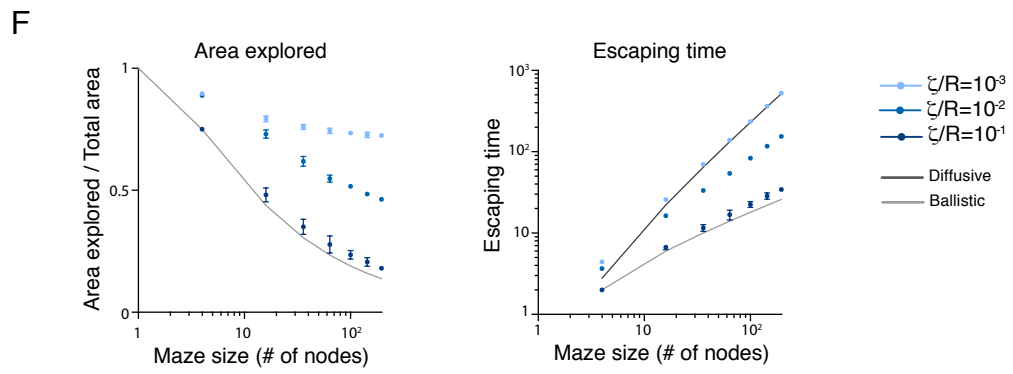 F
Area explored
Area explored / Total area
1
0.5
0
1
10
10²
Maze size (# of nodes)
Escaping time
Escaping time
10³
10²
10
1
1
10
10²
Maze size (# of nodes)
ζ/R=10⁻³
ζ/R=10⁻²
ζ/R=10⁻¹
Diffusive
Ballistic